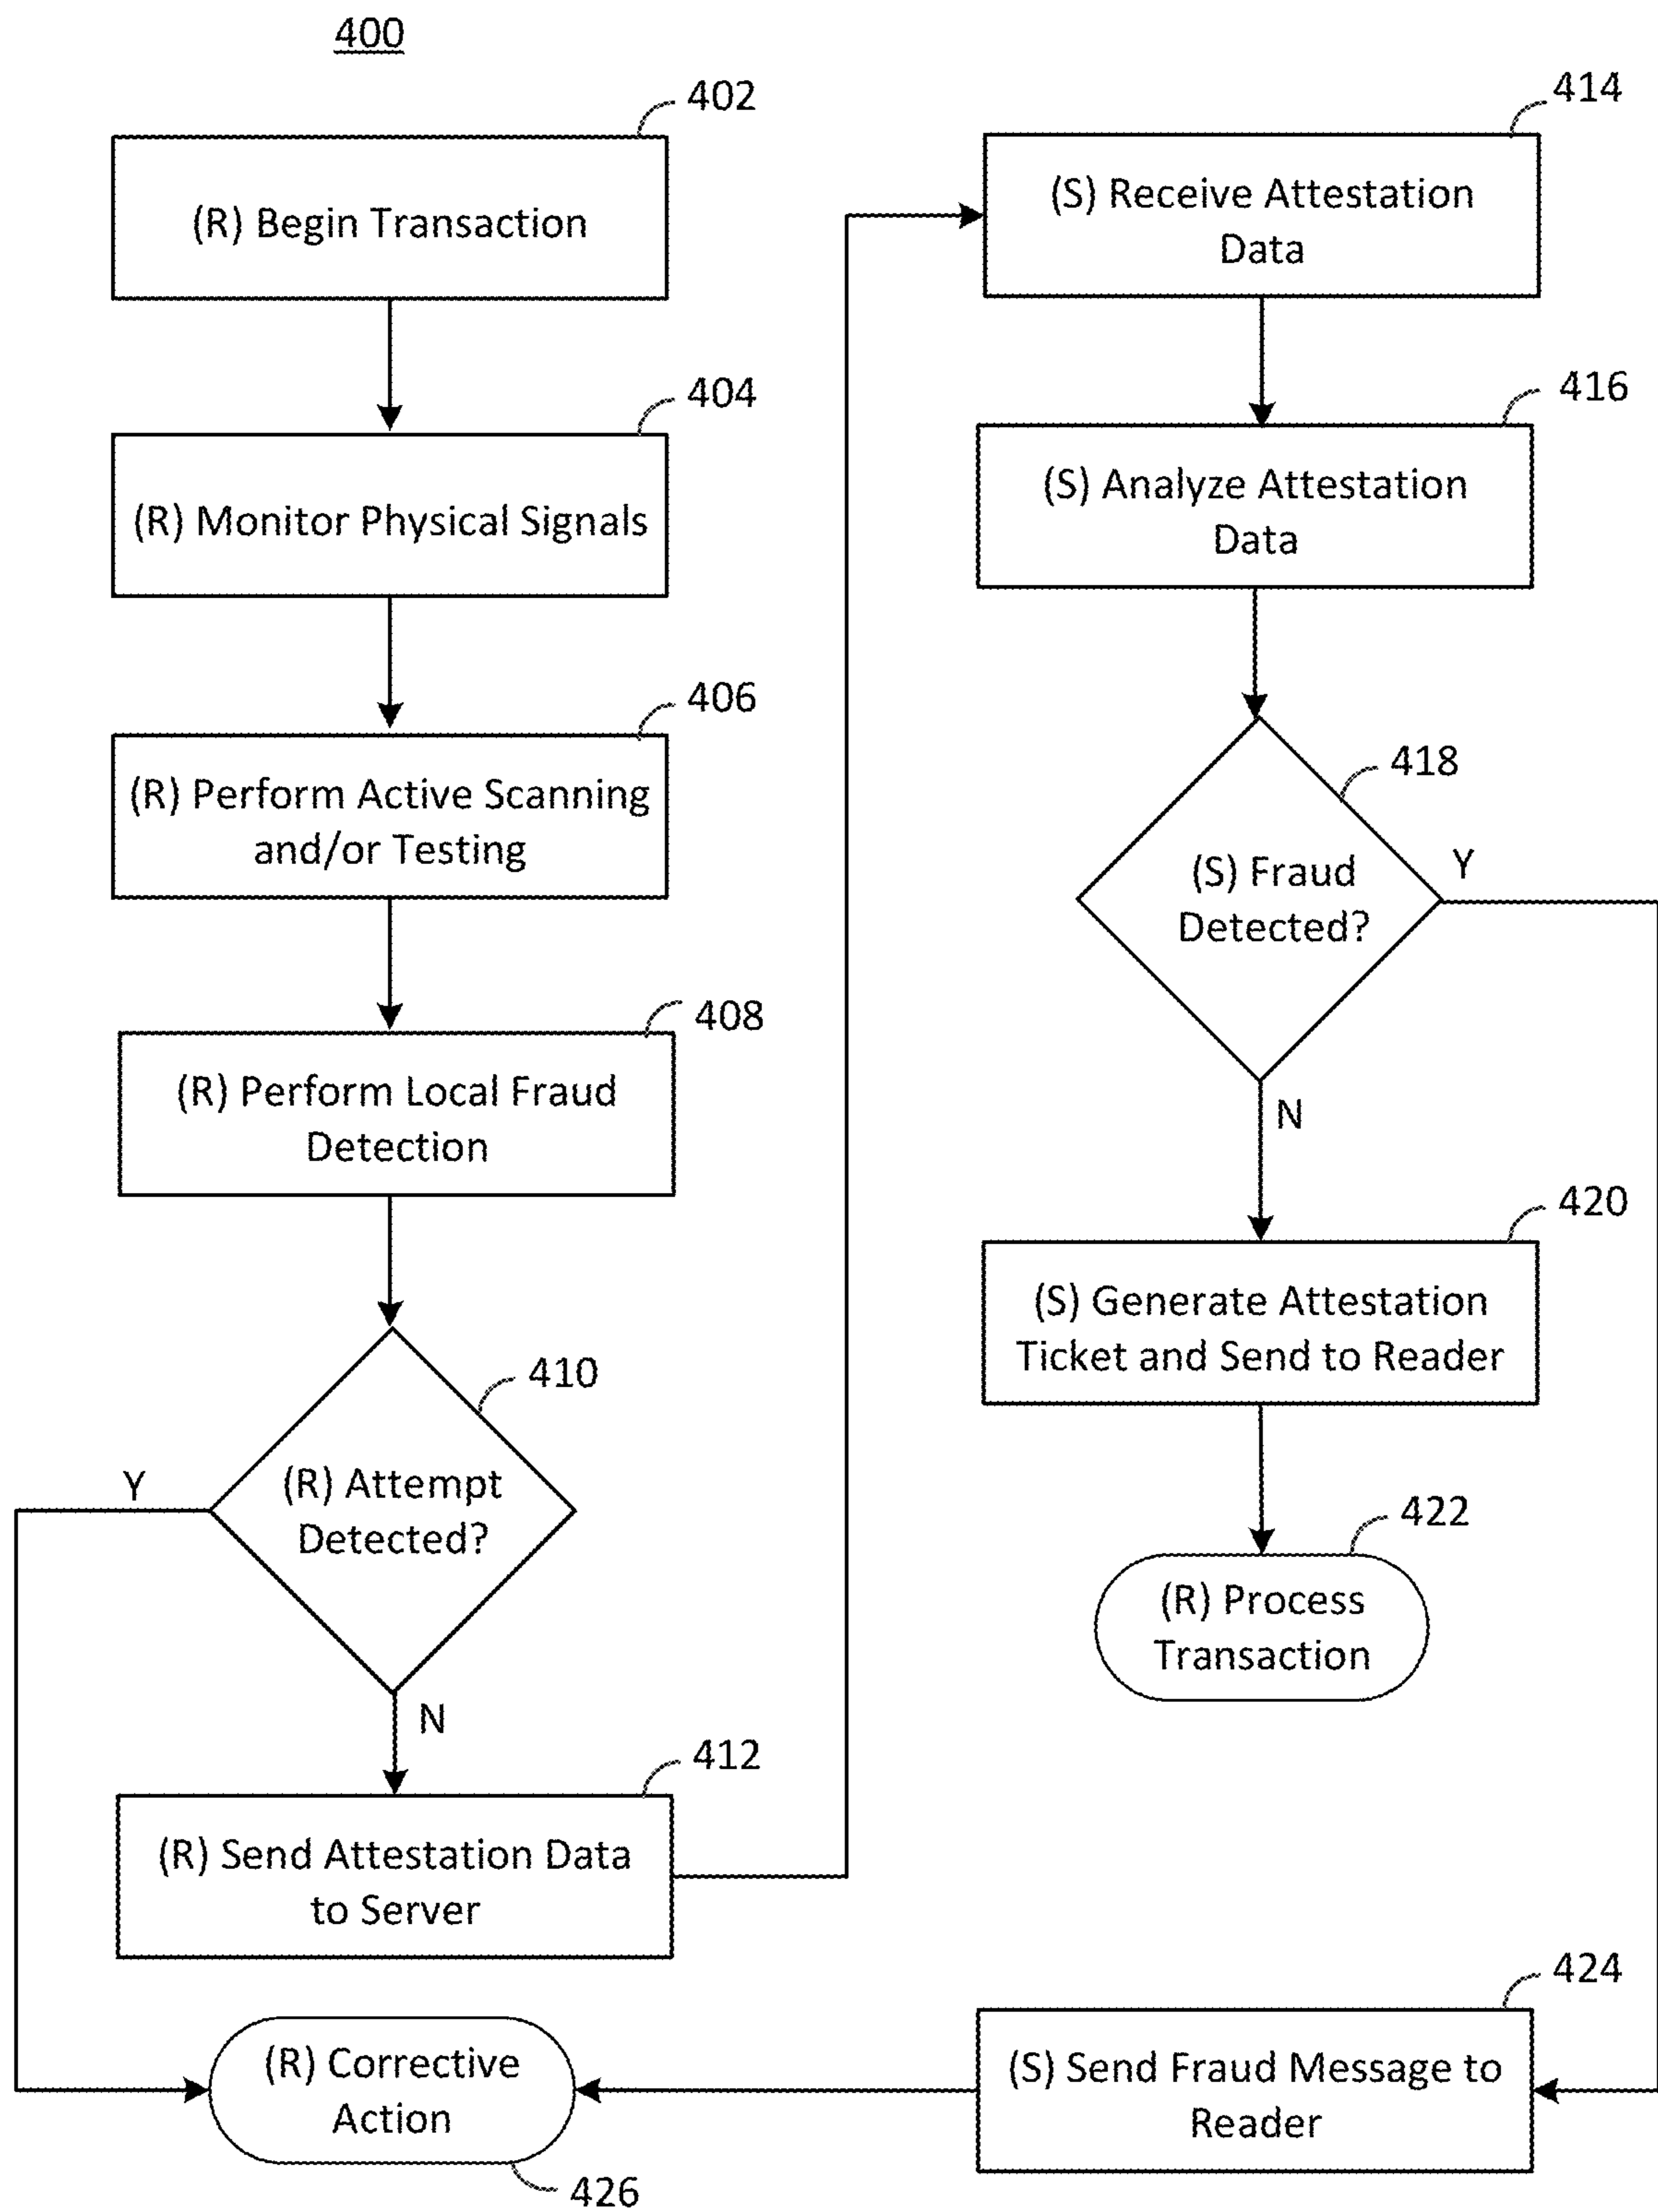 400
402
(R) Begin Transaction
404
(R) Monitor Physical Signals
406
(R) Perform Active Scanning
and/or Testing
408
(R) Perform Local Fraud
Detection
410
(R) Attempt
Detected?
Y
N
412
(R) Send Attestation Data
to Server
(R) Corrective
Action
426
414
(S) Receive Attestation
Data
416
(S) Analyze Attestation
Data
418
(S) Fraud
Detected?
Y
N
420
(S) Generate Attestation
Ticket and Send to Reader
422
(R) Process
Transaction
424
(S) Send Fraud Message to
Reader